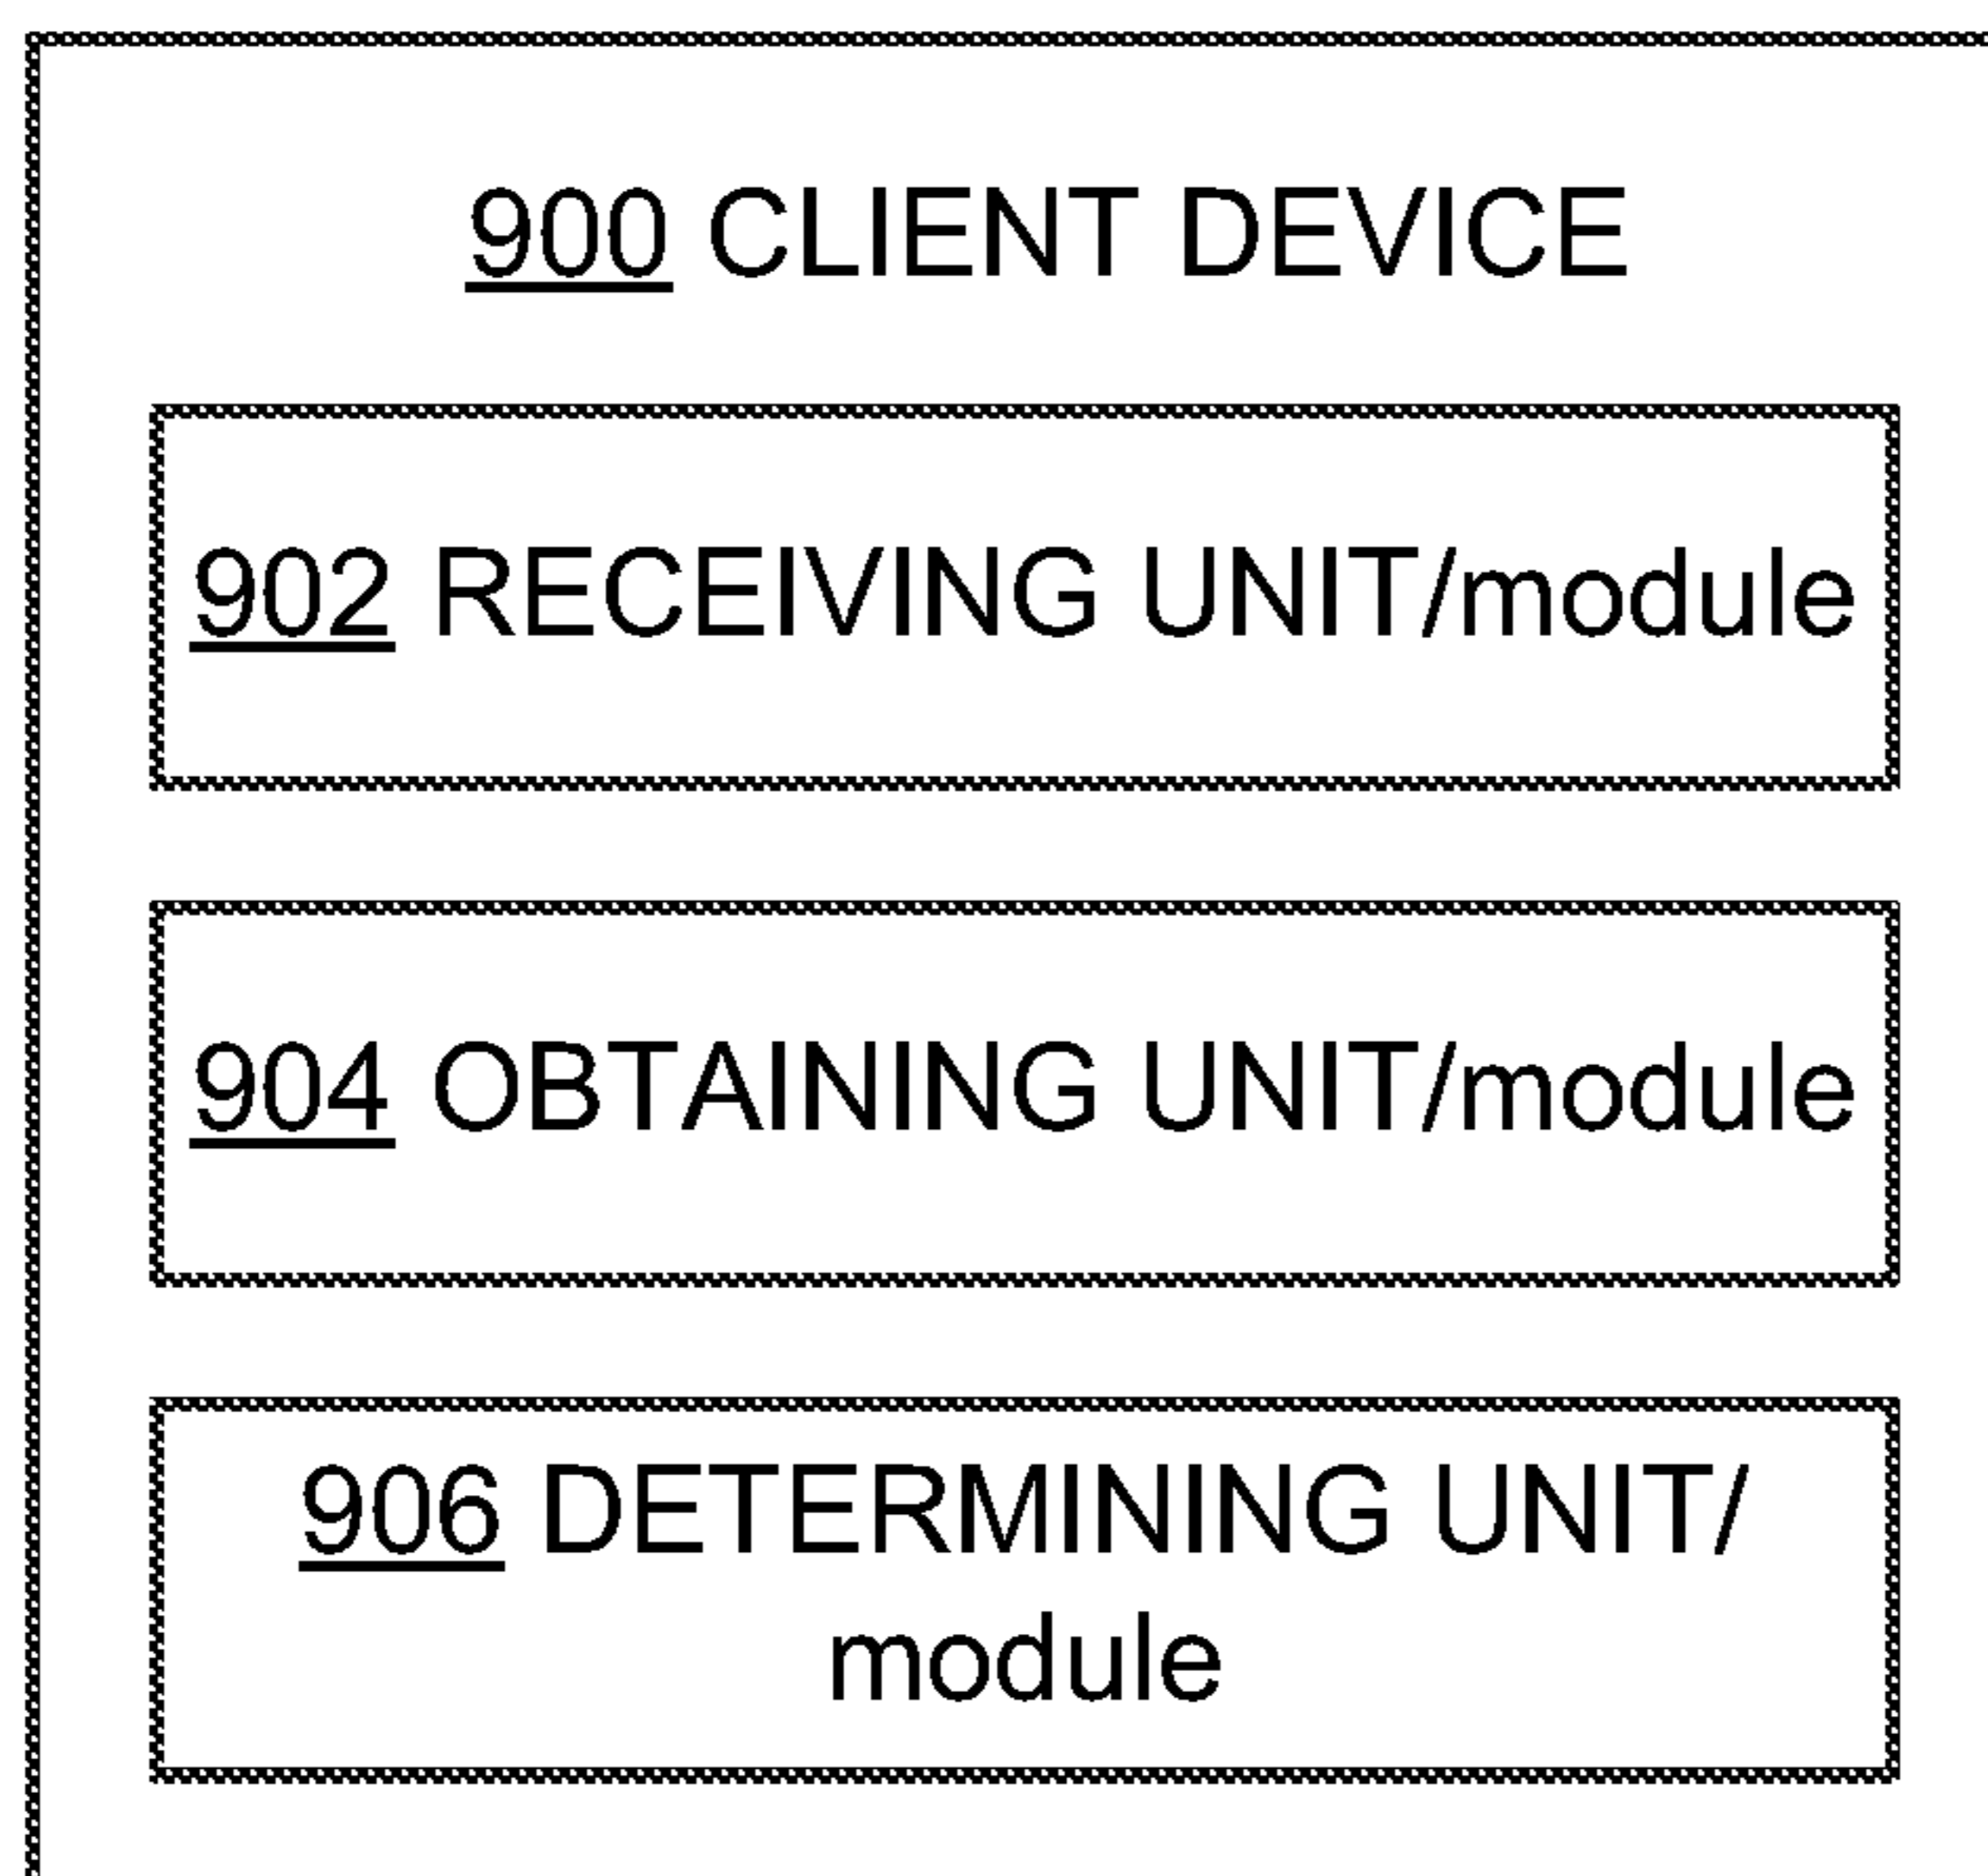 900 CLIENT DEVICE
902 RECEIVING UNIT/module
904 OBTAINING UNIT/module
906 DETERMINING UNIT/
module